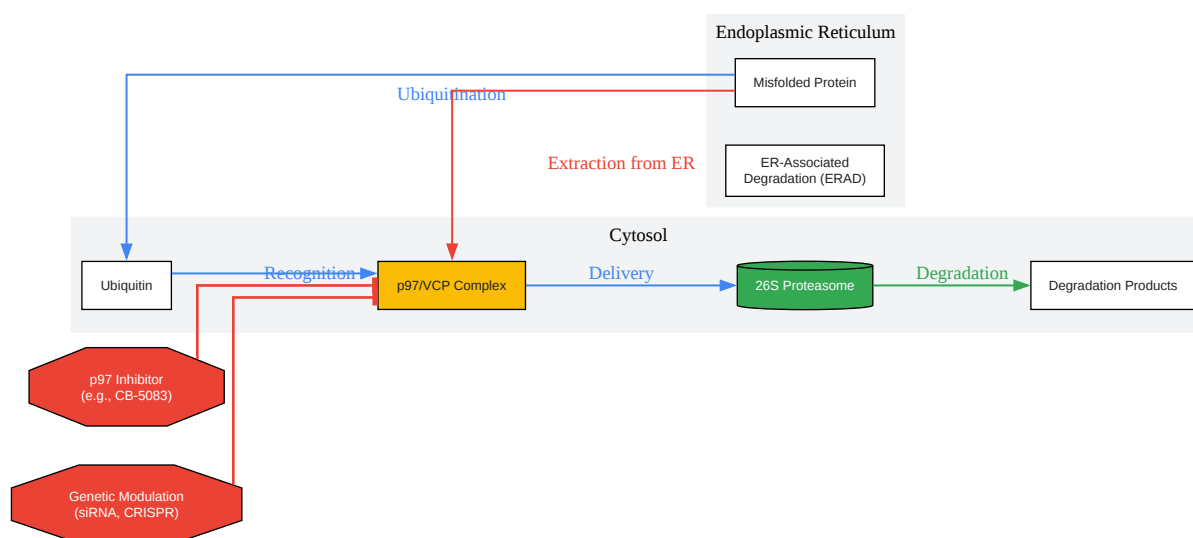 Endoplasmic Reticulum
Misfolded Protein
Ubiquitination
ER-Associated
Degradation (ERAD)
Extraction from ER
Cytosol
Ubiquitin
Recognition
p97/VCP Complex
Delivery
26S Proteasome
Degradation
Degradation Products
p97 Inhibitor
(e.g., CB-5083)
Genetic Modulation
(siRNA, CRISPR)